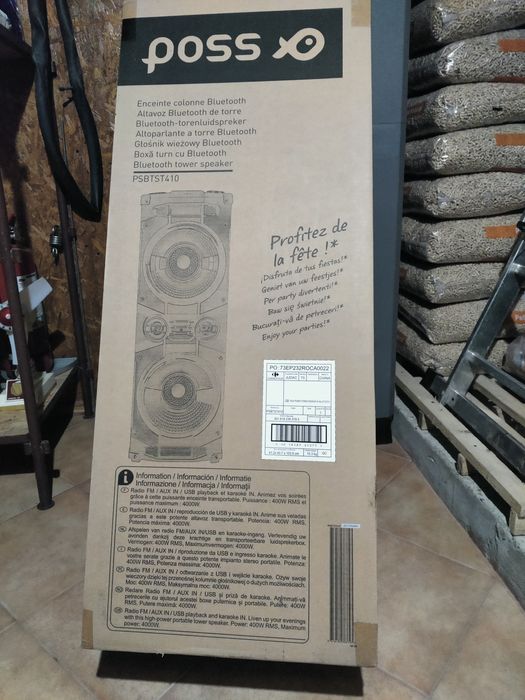 poss
Enceinte colonne Bluetooth
Altavoz Bluetooth de torre
Bluetooth-torenluidspreker
Altoparlante a torre Bluetooth
Głośnik wieżowy Bluetooth
Boxă turn cu Bluetooth
Bluetooth tower speaker
PSBTST410
Profitez de
la fête !*
¡Disfruta de tus fiestas!*
Geniet van uw feestjes!*
Per party divertenti!*
Baw się świetnie!*
Bucurați-vă de petreceri!*
Enjoy your parties!*
PO: 73EP232ROCA0022
Information / Información / Informatie
Informazione / Informacja / Informații
Radio FM / AUX IN / USB playback et karaoké IN. Animez vos soirées
grâce à cette puissante enceinte transportable. Puissance : 400W RMS et
puissance maximum : 4000W.
Radio FM / AUX IN / reproducción de USB y karaoke IN. Anime sus veladas
gracias a este potente altavoz transportable. Potencia: 400W RMS,
Potencia máxima: 4000W.
Afspelen van radio FM/AUX IN/USB en karaoke-ingang. Verlevendig uw
avonden dankzij deze krachtige en transporteerbare luidsprekerbox.
Vermogen: 400W RMS, Maximumvermogen: 4000W.
Radio FM / AUX IN / riproduzione da USB e ingresso karaoke. Animate le
vostre serate grazie a questo potente impianto stereo portatile. Potenza:
400W RMS, Potenza massima: 4000W.
Radio FM / AUX IN / odtwarzanie z USB i wejście karaoke. Ożyw swoje
wieczory dzięki tej przenośnej kolumnie głośnikowej o dużych możliwościach.
Moc: 400W RMS, Maksymalna moc: 4000W.
Redare Radio FM / AUX IN / USB și priză de karaoke. Animați-vă
petrecerile cu ajutorul acestei boxe puternice și portabile. Putere: 400W
RMS, Putere maximă: 4000W.
Radio FM / AUX IN / USB playback and karaoke IN. Liven up your evenings
with this high-power portable tower speaker. Power: 400W RMS, Maximum
power: 4000W.